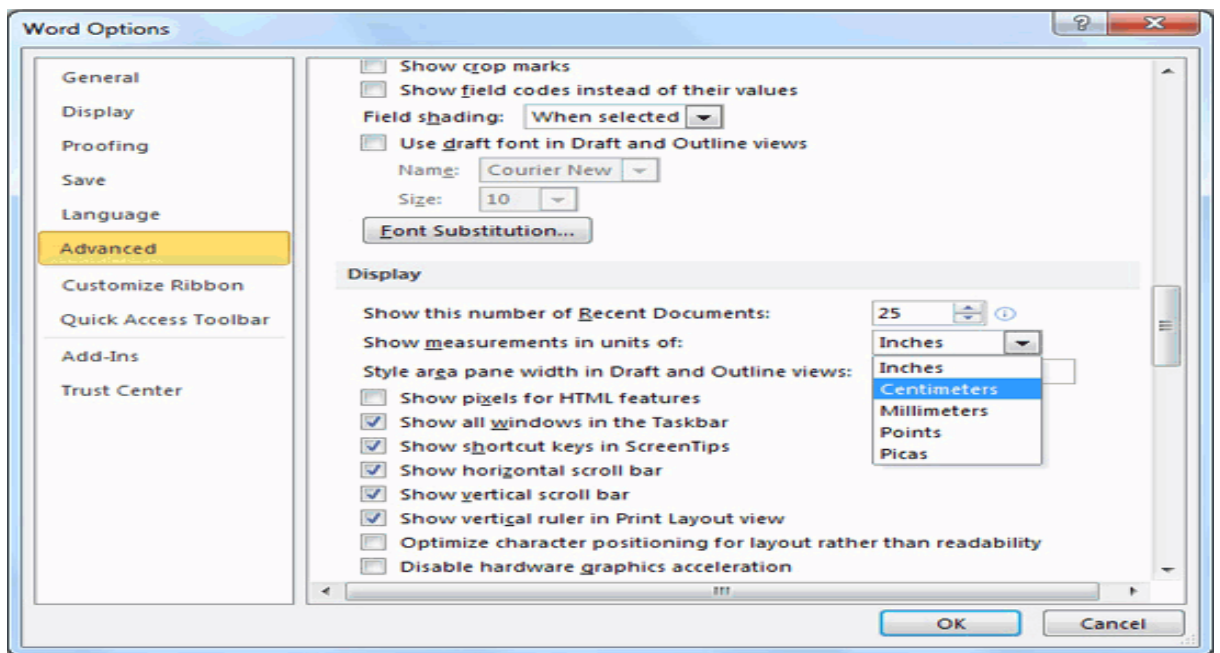 Word Options
General
Display
Proofing
Save
Language
Advanced
Customize Ribbon
Quick Access Toolbar
Add-Ins
Trust Center
Show crop marks
Show field codes instead of their values
Field shading: When selected
Use draft font in Draft and Outline views
Name: Courier New
Size: 10
Font Substitution...
Display
Show this number of Recent Documents: 25
Show measurements in units of: Inches
Inches
Centimeters
Millimeters
Points
Picas
Style area pane width in Draft and Outline views:
Show pixels for HTML features
Show all windows in the Taskbar
Show shortcut keys in ScreenTips
Show horizontal scroll bar
Show vertical scroll bar
Show vertical ruler in Print Layout view
Optimize character positioning for layout rather than readability
Disable hardware graphics acceleration
OK Cancel